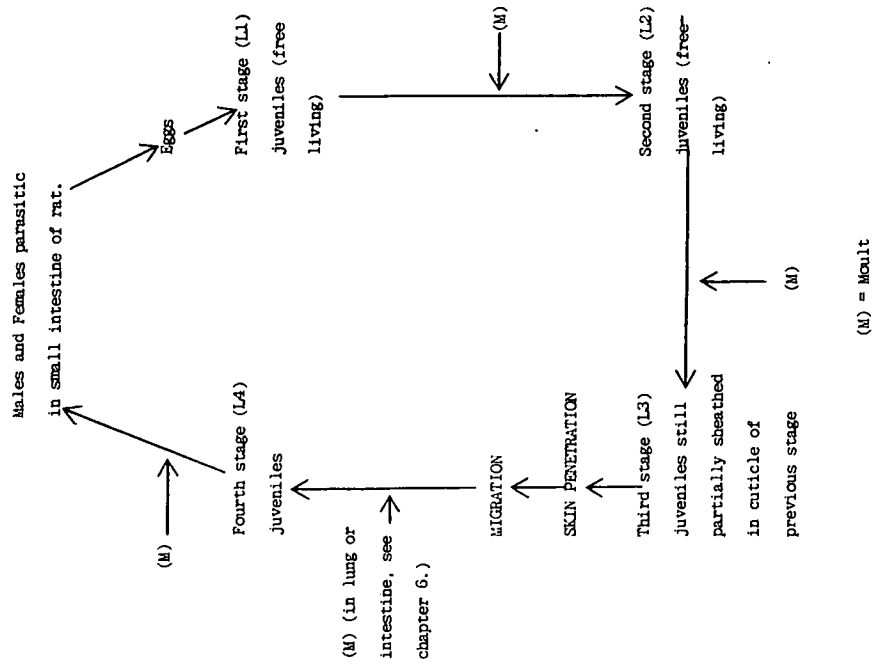 Males and Females parasitic
in small intestine of rat.
Eggs
First stage (L1)
juveniles (free
living)
(M)
Second stage (L2)
juveniles (free-
living)
(M)
Third stage (L3)
juveniles still
partially sheathed
in cuticle of
previous stage
SKIN PENETRATION
MIGRATION
(M) (in lung or
intestine, see
chapter 6.)
Fourth stage (L4)
juveniles
(M)
(M) = Moult